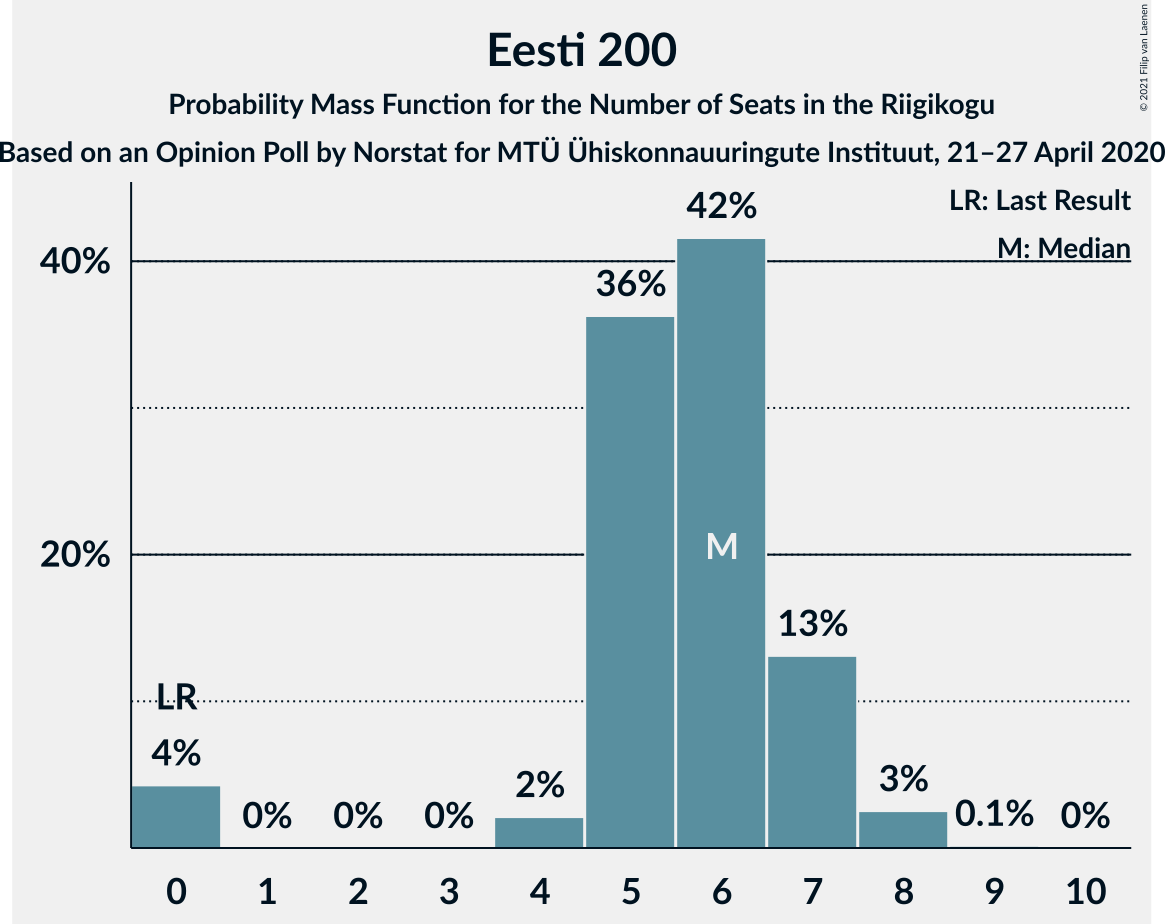 Eesti 200
Probability Mass Function for the Number of Seats in the Riigikogu
Based on an Opinion Poll by Norstat for MTÜ Ühiskonnauuringute Instituut, 21–27 April 2020
© 2021 Filip van Laenen
LR: Last Result
M: Median
40%
20%
LR
4%
0%
0%
0%
2%
36%
42%
M
13%
3%
0.1%
0%
0 1 2 3 4 5 6 7 8 9 10